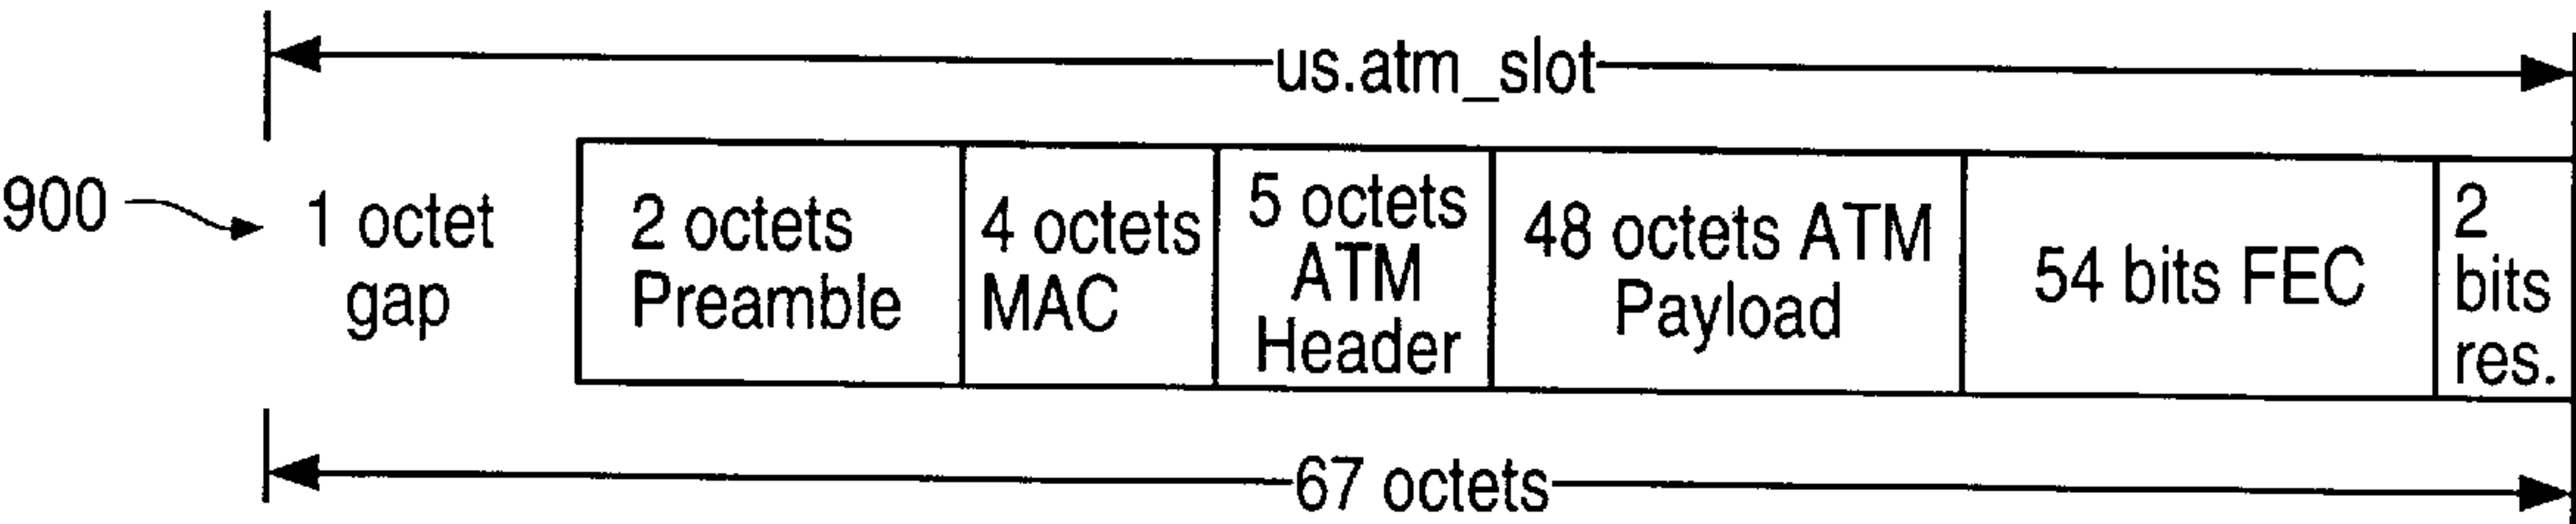 us.atm_slot
900
1 octet
gap
2 octets
Preamble
4 octets
MAC
5 octets
ATM
Header
48 octets ATM
Payload
54 bits FEC
2
bits
res.
67 octets